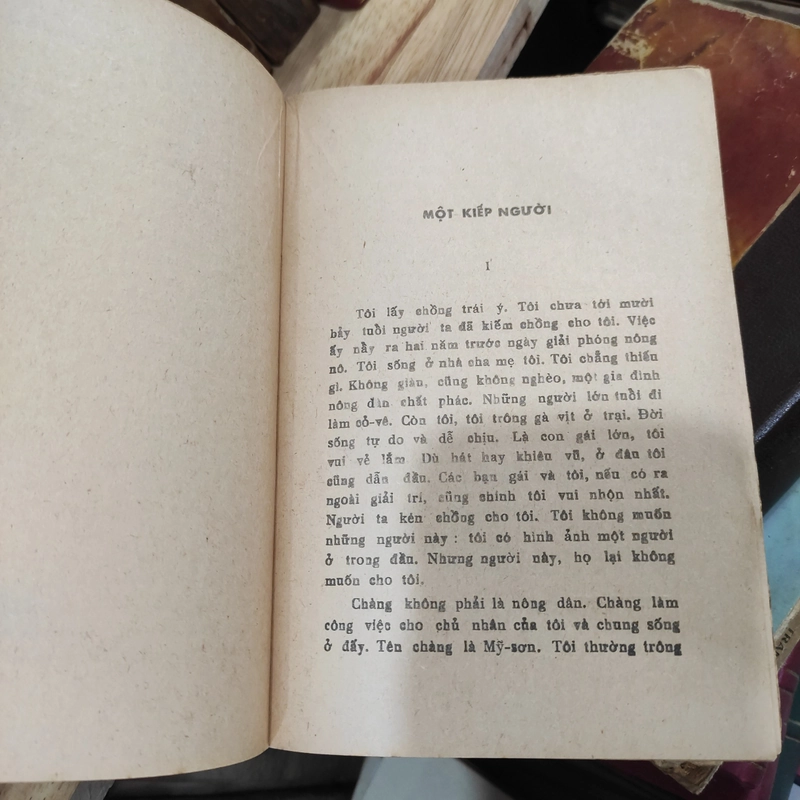 MỘT KIẾP NGƯỜI
I
Tôi lấy chồng trái ý. Tôi chưa tới mười
bảy tuổi người ta đã kiếm chồng cho tôi. Việc
ấy nẩy ra hai năm trước ngày giải phóng nông
nô. Tôi sống ở nhà cha mẹ tôi. Tôi chẳng thiếu
gì. Không giàu, cũng không nghèo, một gia đình
nông dân chất phác. Những người lớn tuổi đi
làm cỏ-vê. Còn tôi, tôi trông gà vịt ở trại. Đời
sống tự do và dễ chịu. Là con gái lớn, tôi
vui vẻ lắm. Dù hát hay khiêu vũ, ở đâu tôi
cũng dẫn đầu. Các bạn gái và tôi, nếu có ra
ngoài giải trí, cũng chính tôi vui nhộn nhất.
Người ta kén chồng cho tôi. Tôi không muốn
những người này : tôi có hình ảnh một người
ở trong đầu. Nhưng người này, họ lại không
muốn cho tôi.
Chàng không phải là nông dân. Chàng làm
công việc cho chủ nhân của tôi và chung sống
ở đấy. Tên chàng là Mỹ-sơn. Tôi thường trông